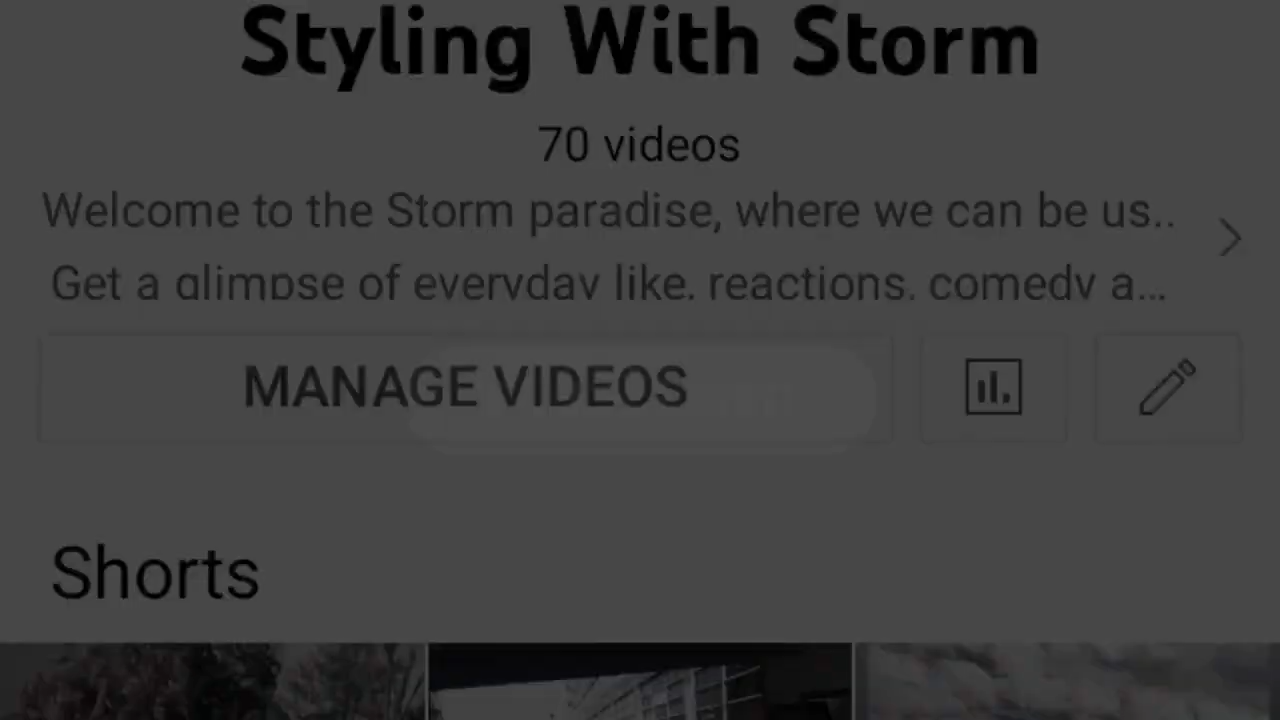 Styling With Storm
70 videos
Welcome to the Storm paradise, where we can be us..
Get a glimpse of everyday like, reactions, comedy a...
MANAGE VIDEOS
Shorts